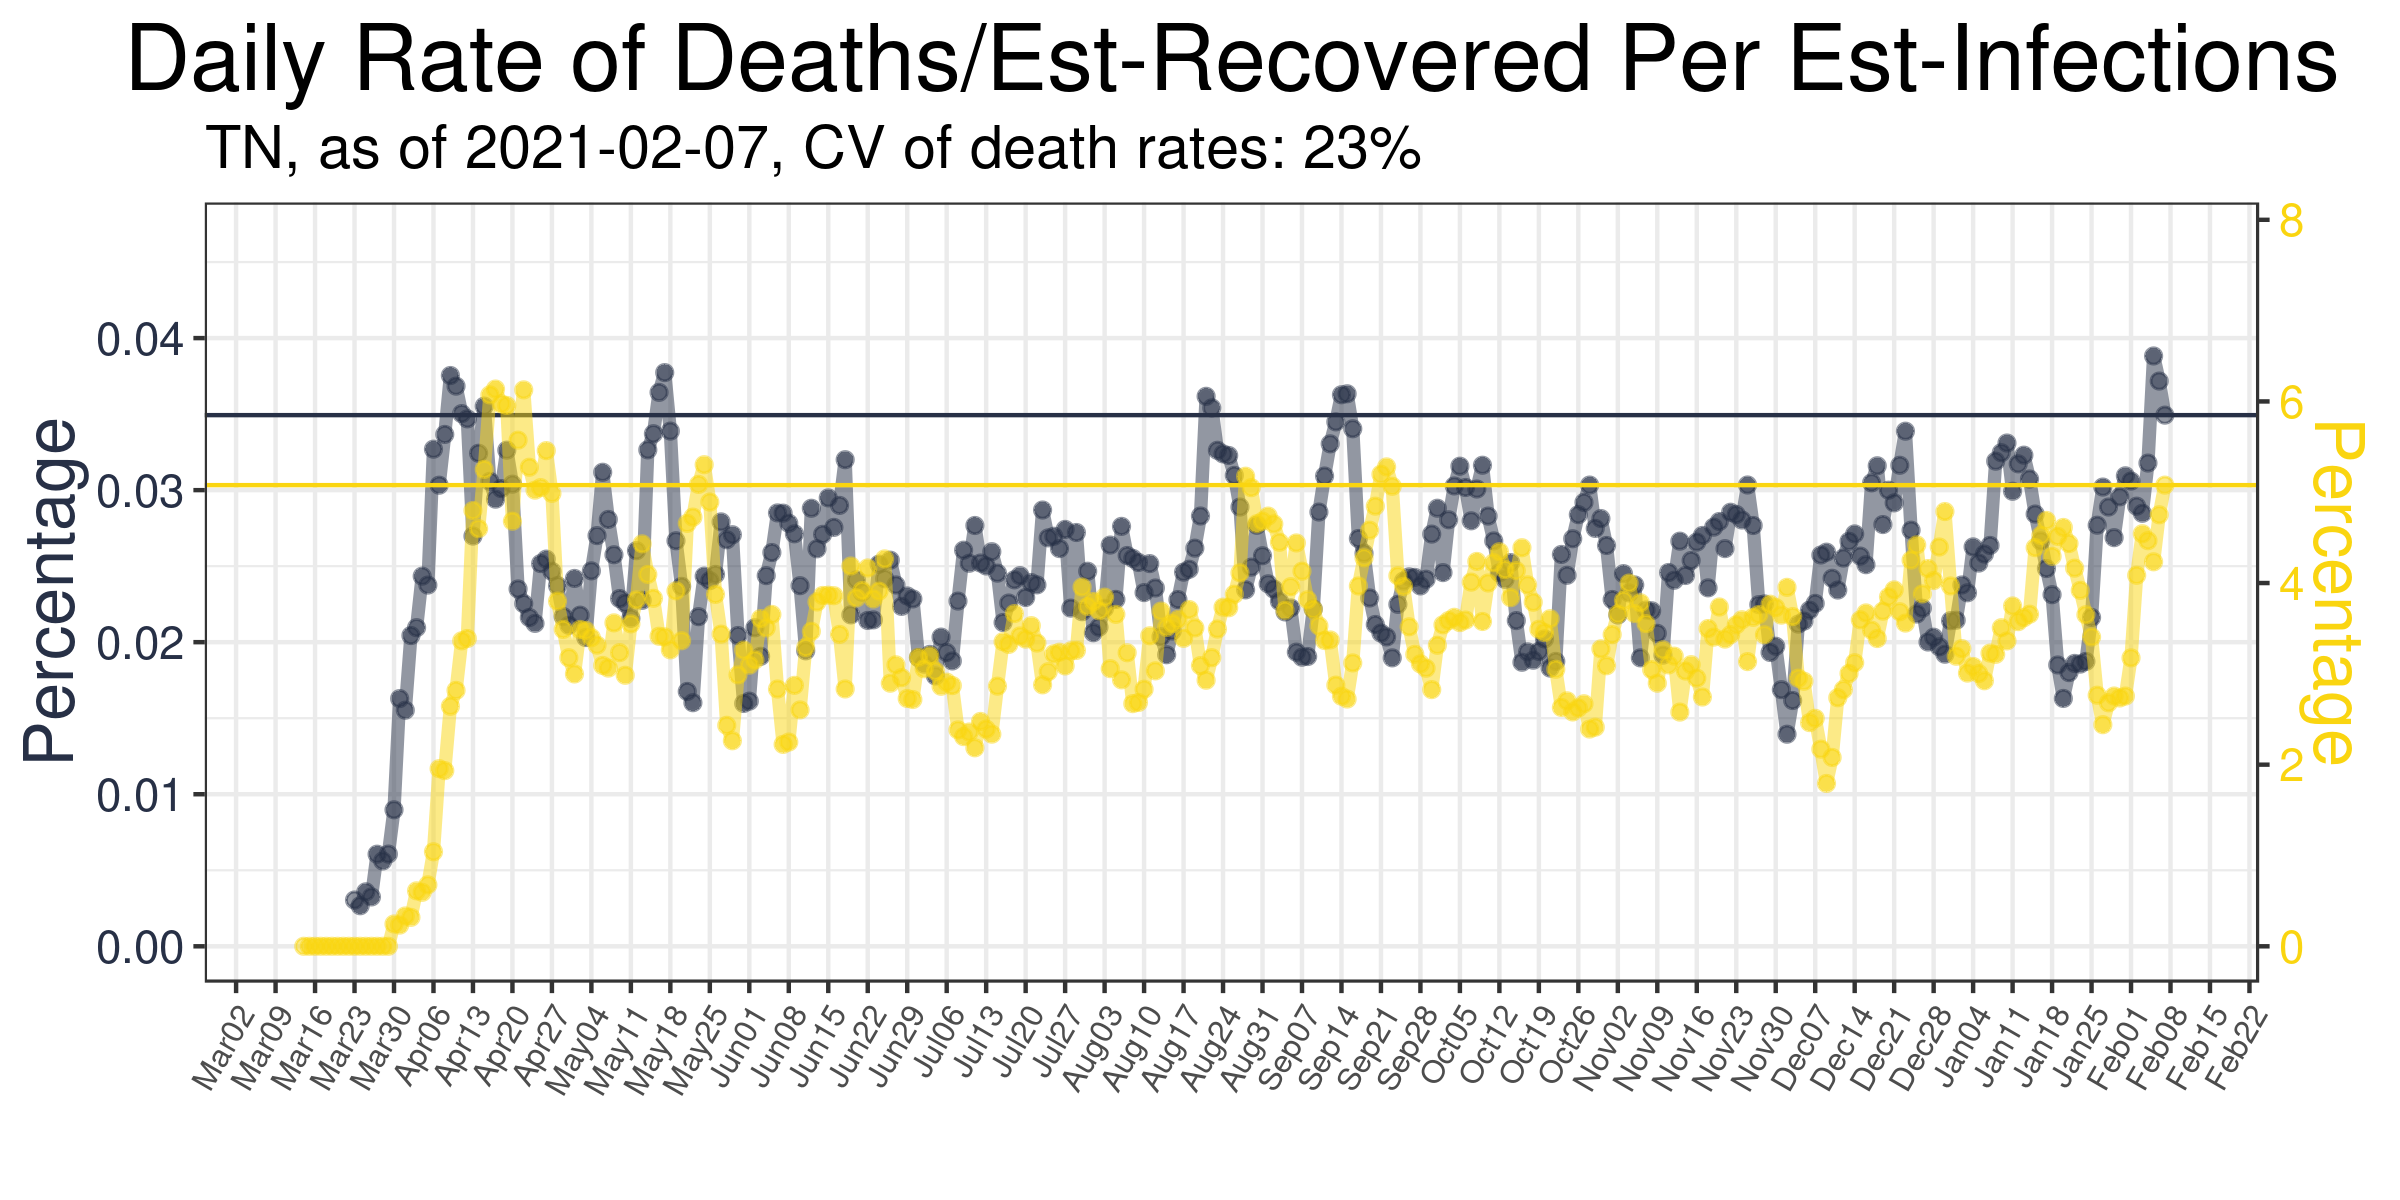 Daily Rate of Deaths/Est-Recovered Per Est-Infections
TN, as of 2021-02-07, CV of death rates: 23%
Percentage
0.04
0.03
0.02
0.01
0.00
8
6
4
2
0
Percentage
Mar02 Mar09 Mar16 Mar23 Mar30 Apr06 Apr13 Apr20 Apr27 May04 May11 May18 May25 Jun01 Jun08 Jun15 Jun22 Jun29 Jul06 Jul13 Jul20 Jul27 Aug03 Aug10 Aug17 Aug24 Aug31 Sep07 Sep14 Sep21 Sep28 Oct05 Oct12 Oct19 Oct26 Nov02 Nov09 Nov16 Nov23 Nov30 Dec07 Dec14 Dec21 Dec28 Jan04 Jan11 Jan18 Jan25 Feb01 Feb08 Feb15 Feb22